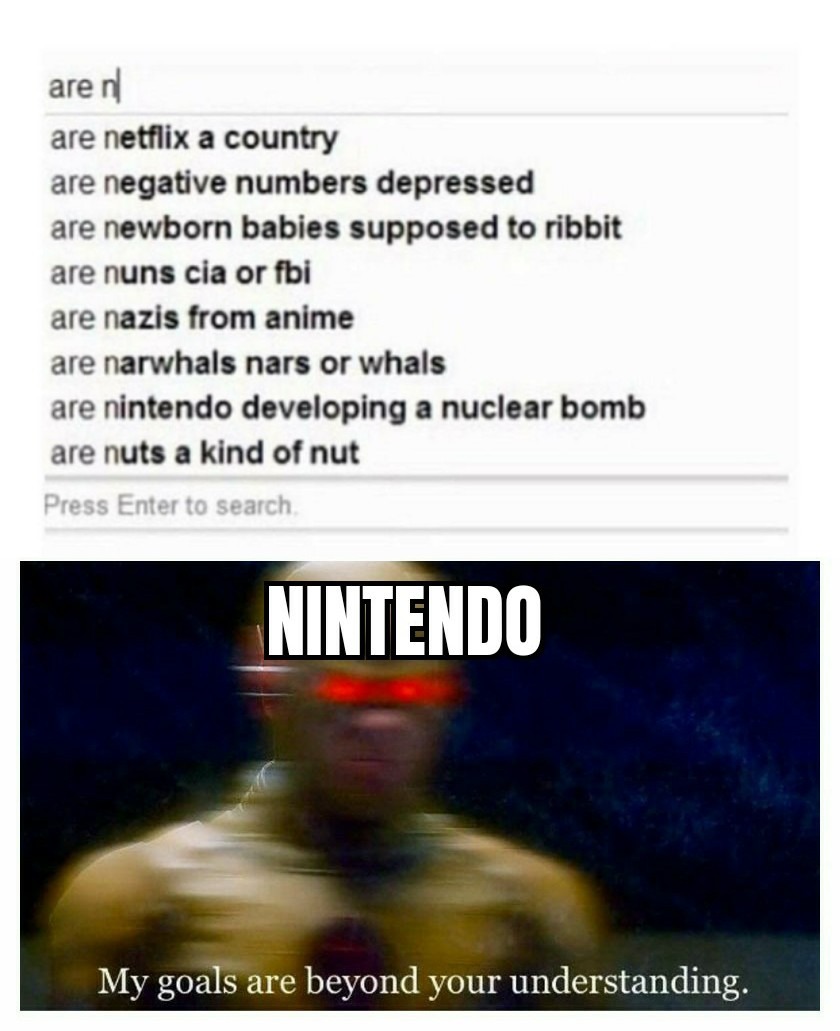 are n
are netflix a country
are negative numbers depressed
are newborn babies supposed to ribbit
are nuns cia or fbi
are nazis from anime
are narwhals nars or whals
are nintendo developing a nuclear bomb
are nuts a kind of nut
Press Enter to search.
NINTENDO
My goals are beyond your understanding.